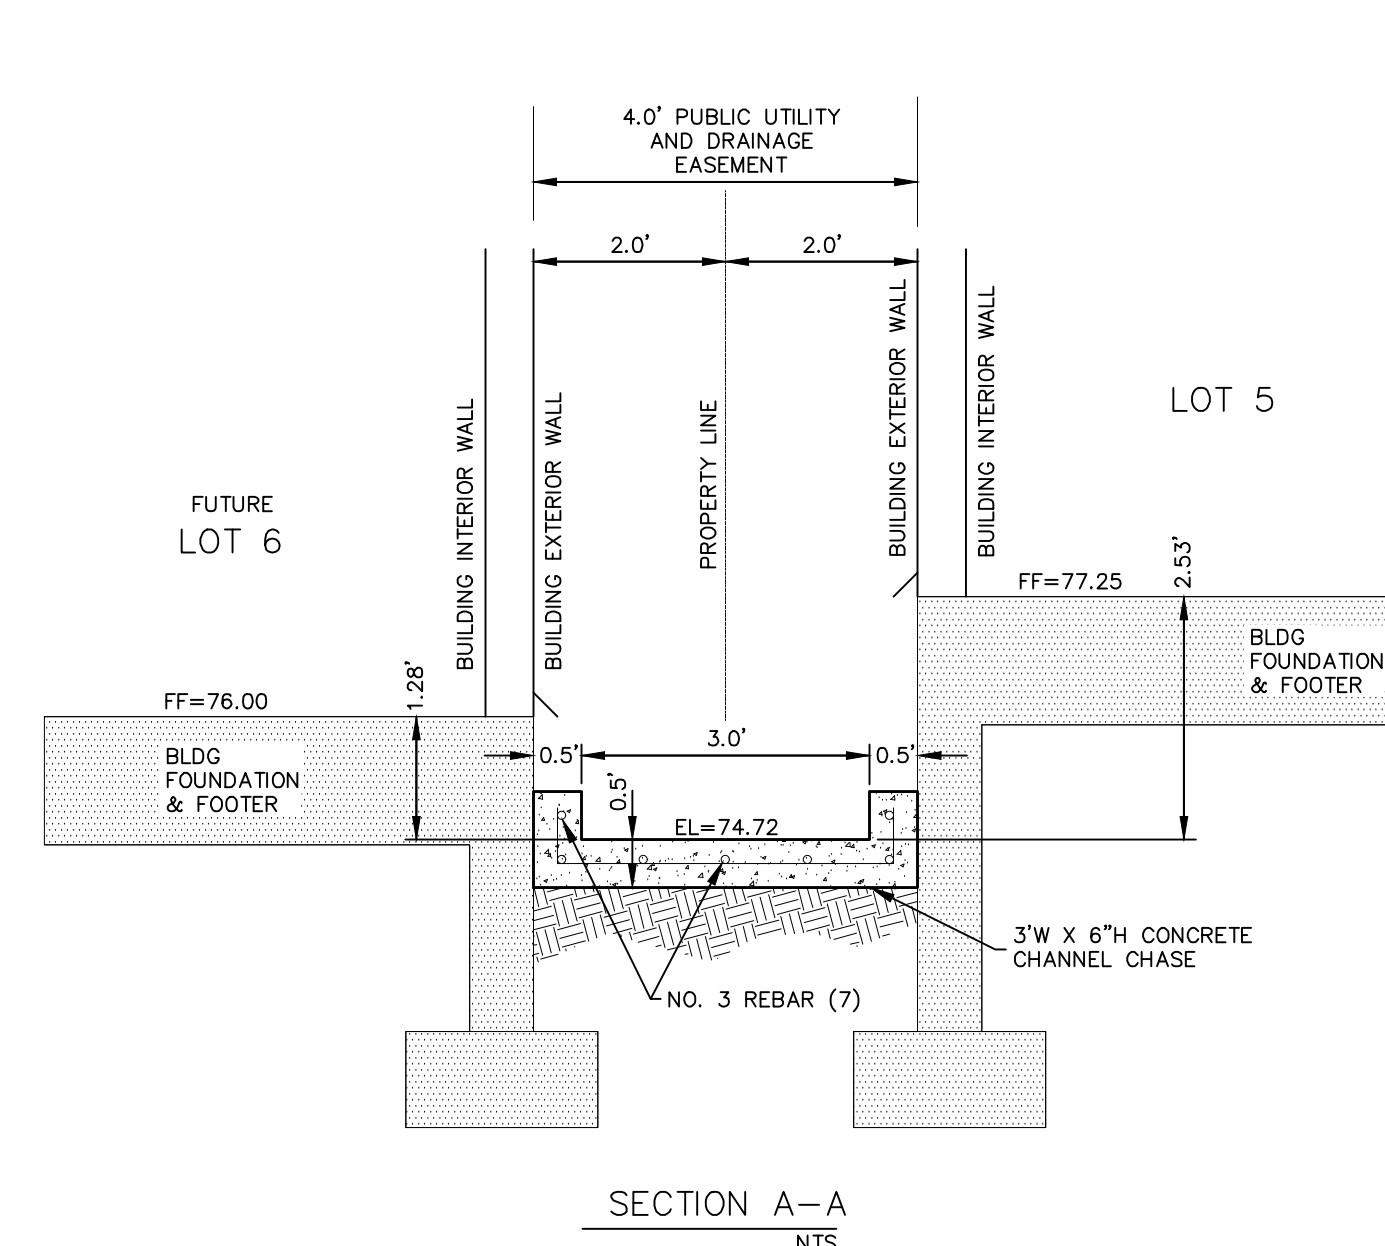 4.0' PUBLIC UTILITY
AND DRAINAGE
EASEMENT
2.0'
2.0'
BUILDING INTERIOR WALL
BUILDING EXTERIOR WALL
PROPERTY LINE
BUILDING EXTERIOR WALL
BUILDING INTERIOR WALL
LOT 5
FUTURE
LOT 6
FF=77.25
2.53'
BLDG
FOUNDATION
& FOOTER
FF=76.00
1.28'
BLDG
FOUNDATION
& FOOTER
0.5'
3.0'
0.5'
0.5'
EL=74.72
3'W X 6"H CONCRETE
CHANNEL CHASE
NO. 3 REBAR (7)
SECTION A-A
NTS